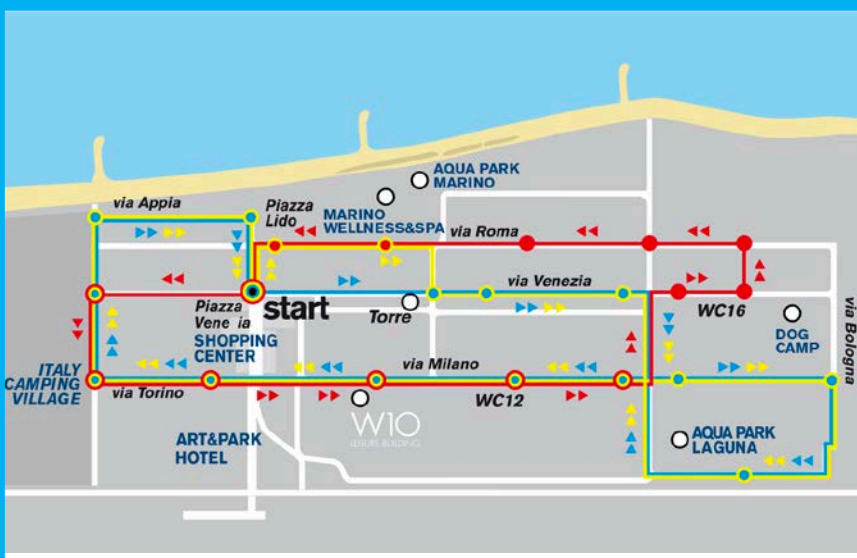 AQUA PARK
MARINO
via Appia
Piazza
Lido
MARINO
WELLNESS&SPA
via Roma
via Venezia
start
Torre
WC16
via Bologna
Piazza
Vene ia
SHOPPING
CENTER
DOG
CAMP
ITALY
CAMPING
VILLAGE
via Milano
via Torino
WC12
W10
LEISURE BUILDING
ART&PARK
HOTEL
AQUA PARK
LAGUNA